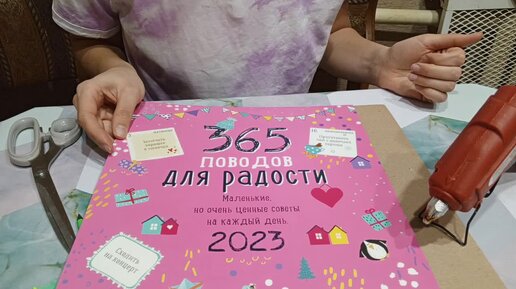 365
ПОВОДОВ
ДЛЯ РАДОСТИ
Маленькие,
но очень ценные советы
на каждый день.
2023
Сходить
на концерт